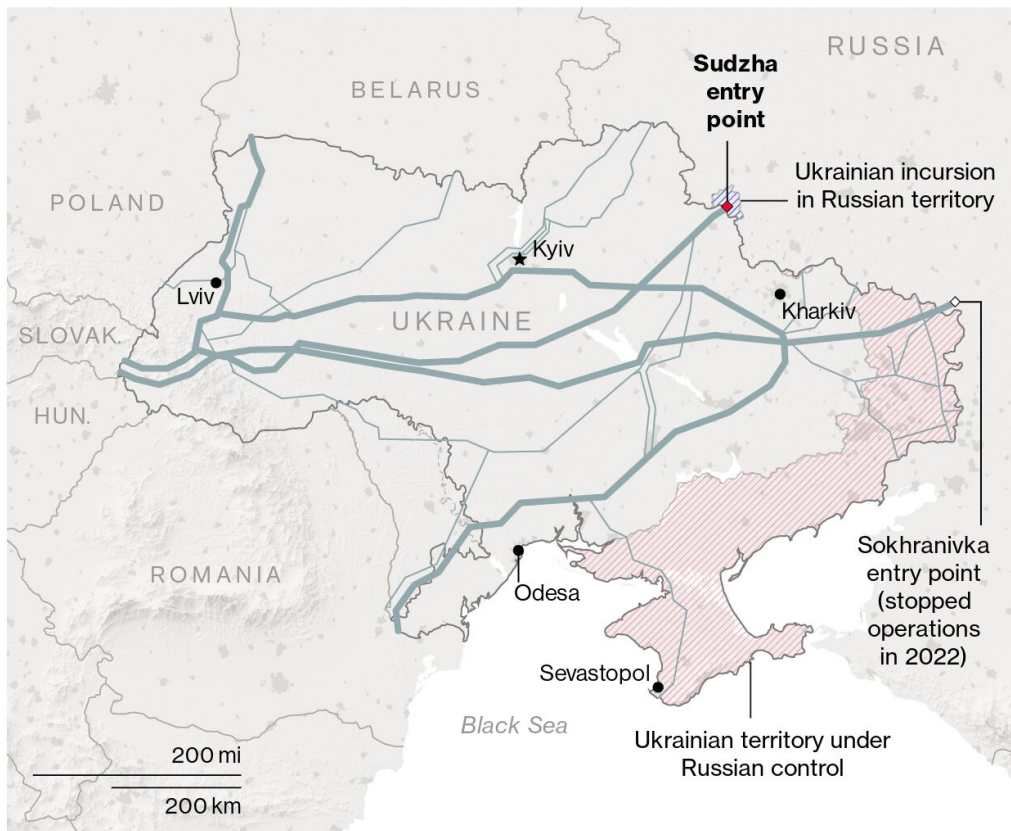 RUSSIA
Sudzha
entry
point
BELARUS
Ukrainian incursion
in Russian territory
POLAND
Kyiv
Lviv
Kharkiv
UKRAINE
SLOVAK.
HUN.
Sokhranivka
entry point
(stopped
operations
in 2022)
ROMANIA
Odesa
Sevastopol
Black Sea
Ukrainian territory under
Russian control
200 mi
200 km